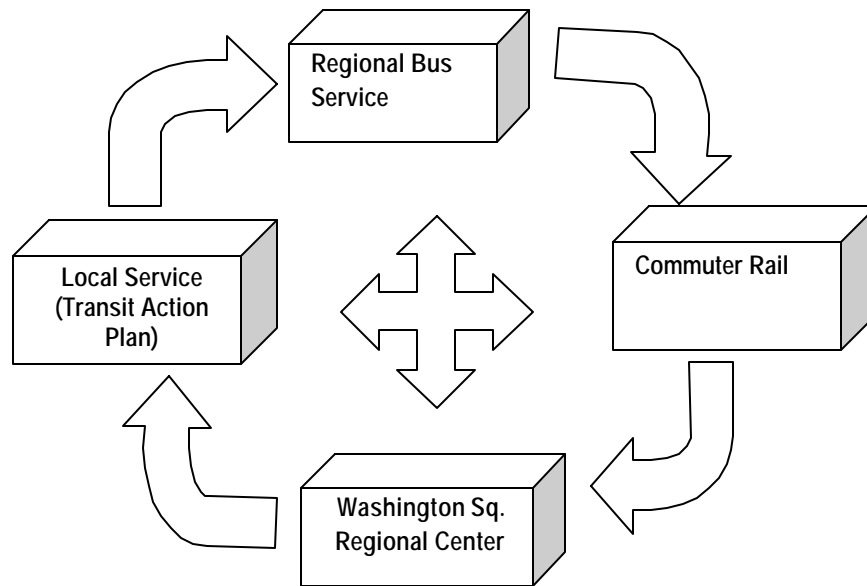 Regional Bus
Service
Local Service
(Transit Action
Plan)
Commuter Rail
Washington Sq.
Regional Center